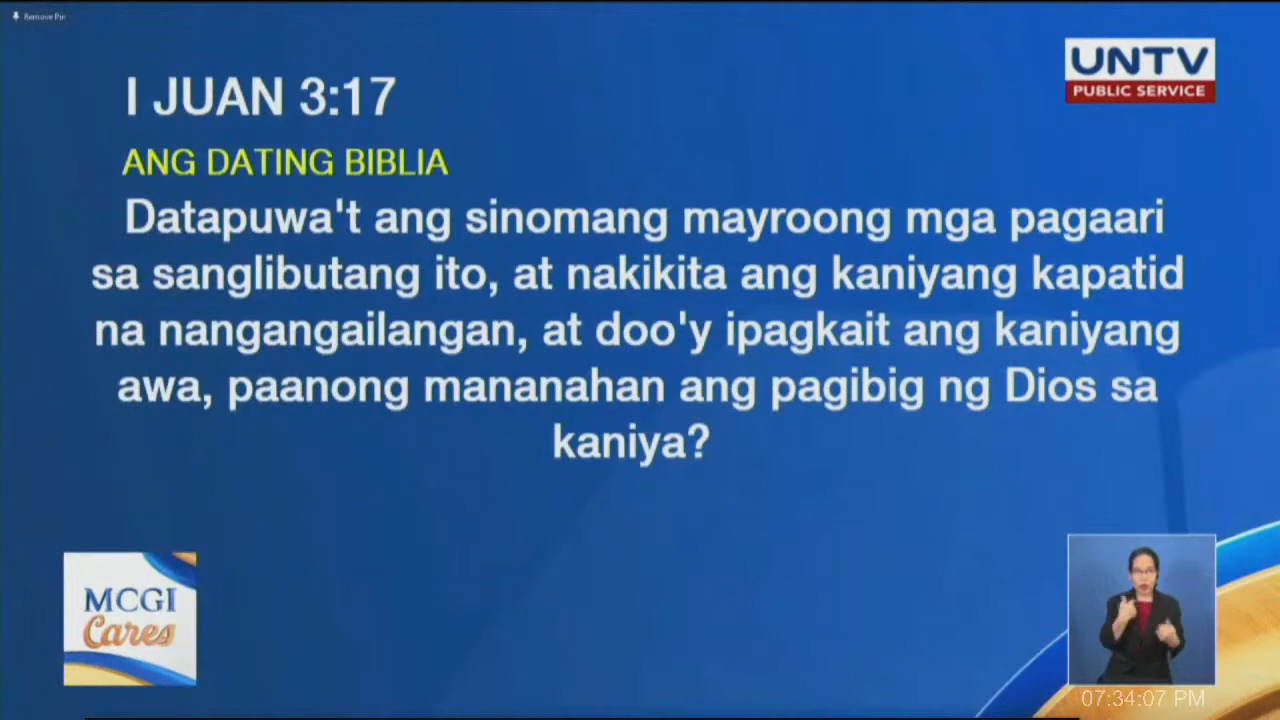 Remove Pin
I JUAN 3:17
UNTV
PUBLIC SERVICE
ANG DATING BIBLIA
Datapuwa't ang sinomang mayroong mga pagaari
sa sanglibutang ito, at nakikita ang kaniyang kapatid
na nangangailangan, at doo'y ipagkait ang kaniyang
awa, paanong mananahan ang pagibig ng Dios sa
kaniya?
MCGI
Cares
07:34:07 PM